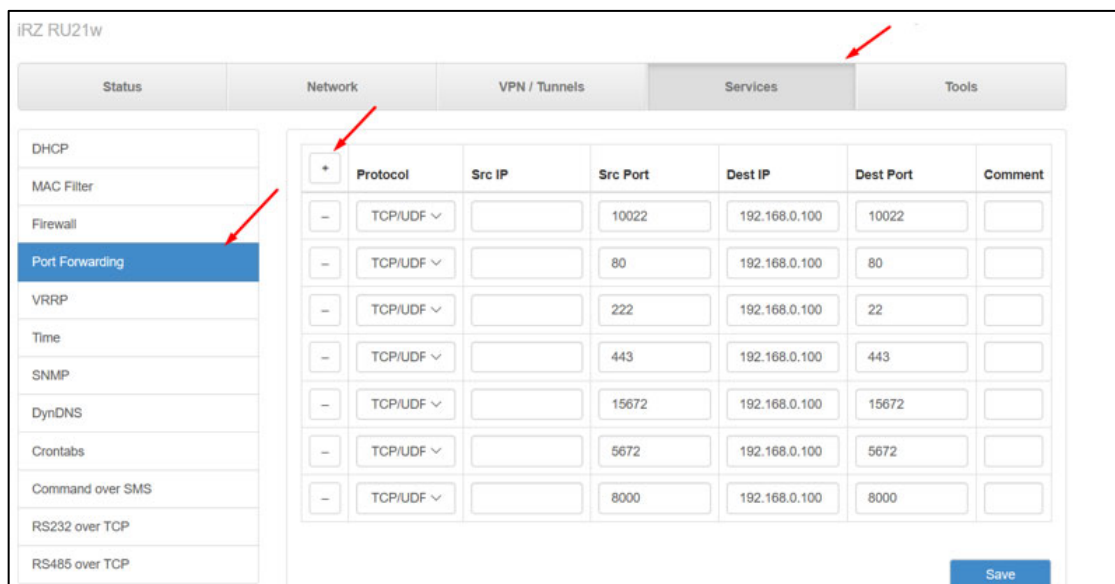 iRZ RU21w
Status Network VPN / Tunnels Services Tools
DHCP
MAC Filter
Firewall
Port Forwarding
VRRP
Time
SNMP
DynDNS
Crontabs
Command over SMS
RS232 over TCP
RS485 over TCP
+ Protocol Src IP Src Port Dest IP Dest Port Comment
– TCP/UDF 10022 192.168.0.100 10022
– TCP/UDF 80 192.168.0.100 80
– TCP/UDF 222 192.168.0.100 22
– TCP/UDF 443 192.168.0.100 443
– TCP/UDF 15672 192.168.0.100 15672
– TCP/UDF 5672 192.168.0.100 5672
– TCP/UDF 8000 192.168.0.100 8000
Save